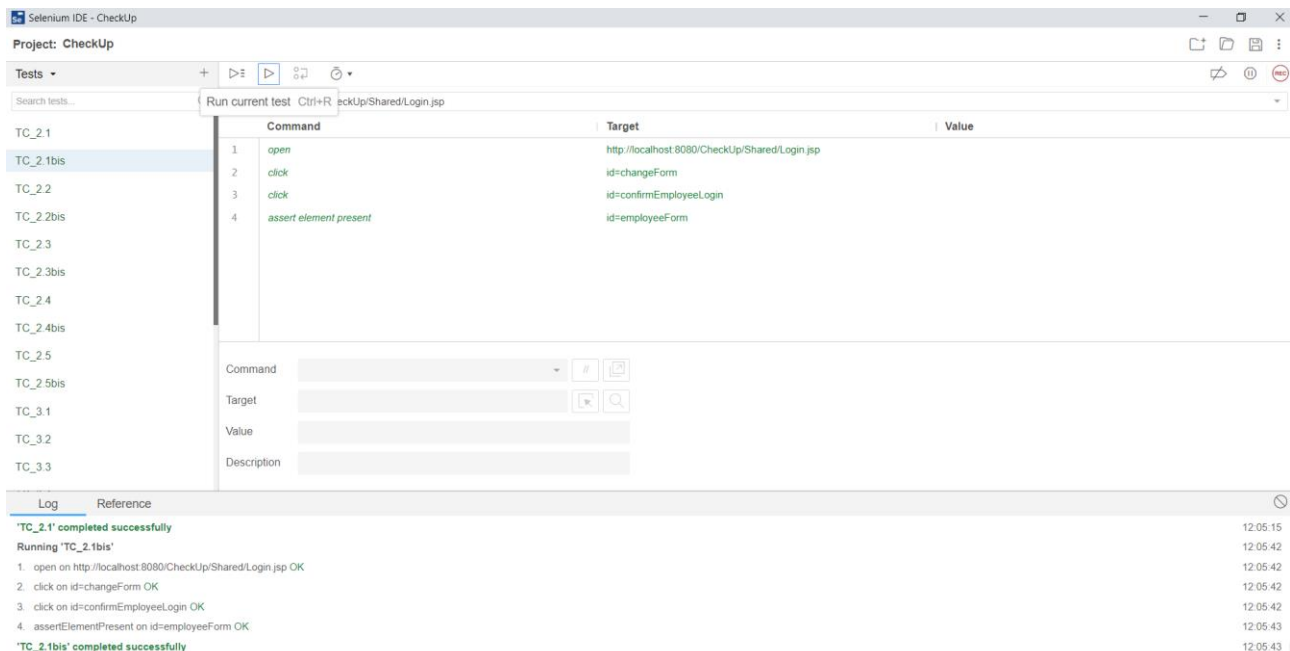 Selenium IDE - CheckUp
Project: CheckUp
Tests
Search tests...
Run current test Ctrl+R
eckUp/Shared/Login.jsp
Command Target Value
1 open http://localhost:8080/CheckUp/Shared/Login.jsp
2 click id=changeForm
3 click id=confirmEmployeeLogin
4 assert element present id=employeeForm
TC_2.1
TC_2.1bis
TC_2.2
TC_2.2bis
TC_2.3
TC_2.3bis
TC_2.4
TC_2.4bis
TC_2.5
TC_2.5bis
TC_3.1
TC_3.2
TC_3.3
Command //
Target
Value
Description
REC
Log Reference
'TC_2.1' completed successfully 12:05:15
Running 'TC_2.1bis' 12:05:42
1. open on http://localhost:8080/CheckUp/Shared/Login.jsp OK 12:05:42
2. click on id=changeForm OK 12:05:42
3. click on id=confirmEmployeeLogin OK 12:05:42
4. assertElementPresent on id=employeeForm OK 12:05:43
'TC_2.1bis' completed successfully 12:05:43